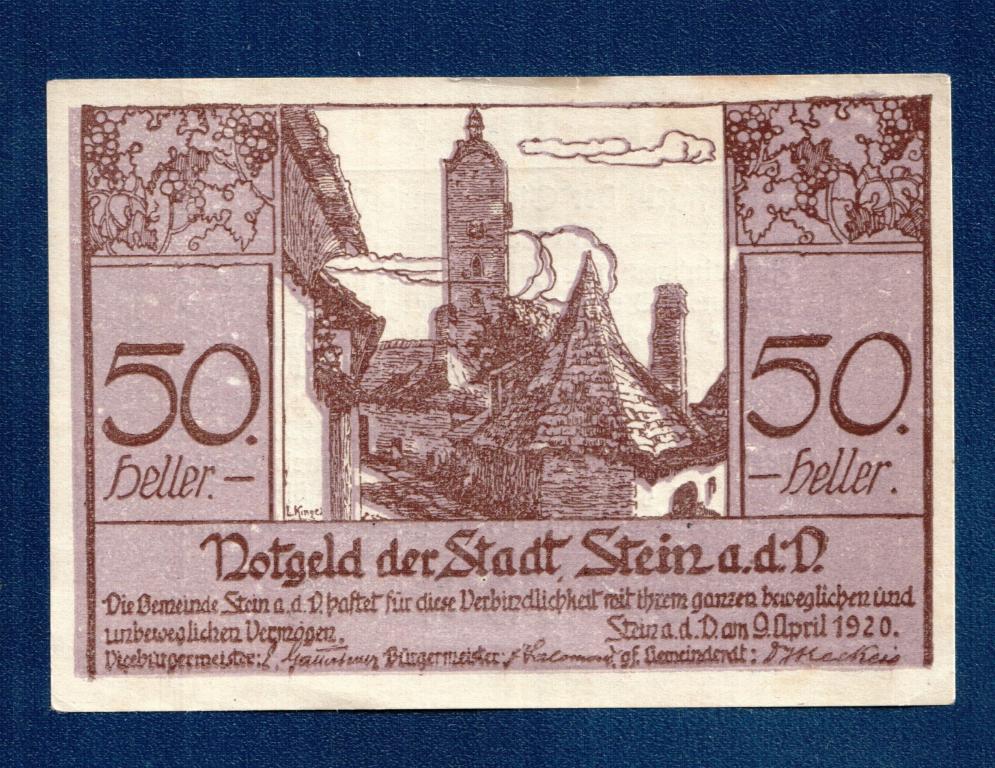 50.
Heller.-
50.
-Heller.
L.Kinge
Notgeld der Stadt Stein a.d.D.
Die Gemeinde Stein a.d.D haftet für diese Verbindlichkeit mit ihrem ganzen beweglichen und
unbeweglichen Vermögen. Stein a.d.D am 9. April 1920.
Vicebürgermeister: Bürgermeister: gf. Gemeinderat: